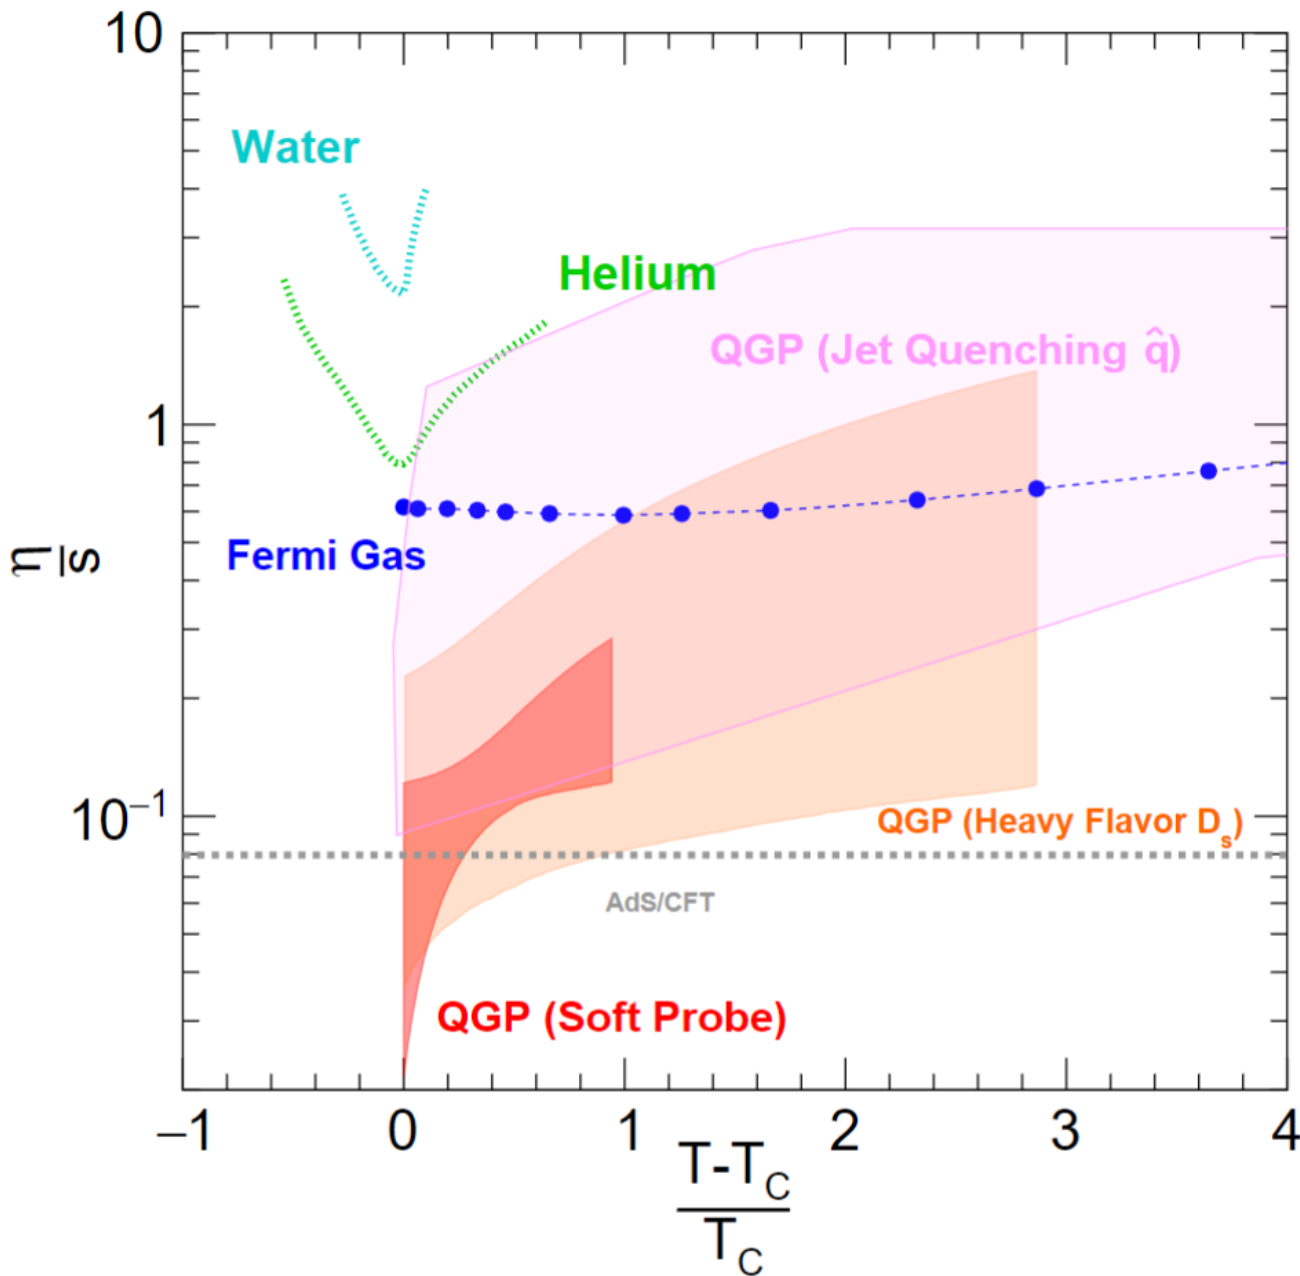 10
Water
Helium
QGP (Jet Quenching q̂)
1
Fermi Gas
η
s
10⁻¹
QGP (Heavy Flavor Dₛ)
AdS/CFT
QGP (Soft Probe)
–1 0 1 2 3 4
T-T_C
T_C